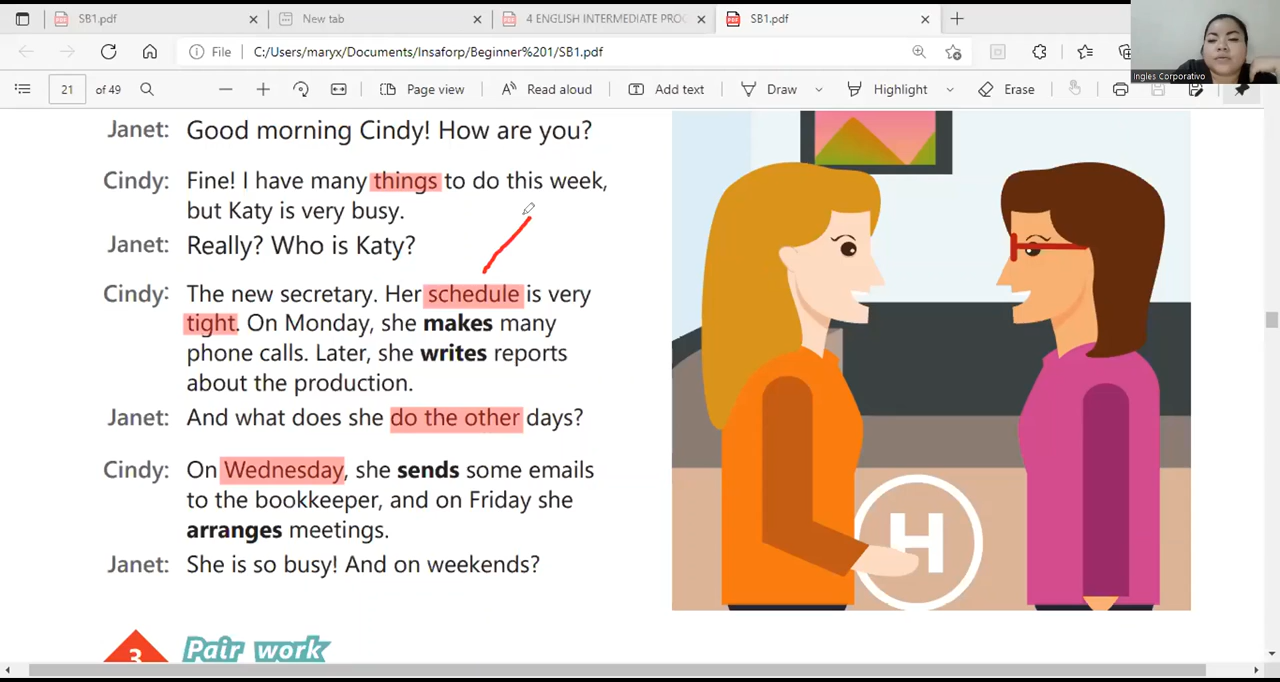 SB1.pdf
New tab
4 ENGLISH INTERMEDIATE PROC
SB1.pdf
File C:/Users/maryx/Documents/Insaforp/Beginner%201/SB1.pdf
Ingles Corporativo
21 of 49
Page view
Read aloud
Add text
Draw
Highlight
Erase
Janet: Good morning Cindy! How are you?
Cindy: Fine! I have many things to do this week,
but Katy is very busy.
Janet: Really? Who is Katy?
Cindy: The new secretary. Her schedule is very
tight. On Monday, she makes many
phone calls. Later, she writes reports
about the production.
Janet: And what does she do the other days?
Cindy: On Wednesday, she sends some emails
to the bookkeeper, and on Friday she
arranges meetings.
Janet: She is so busy! And on weekends?
H
3 Pair work